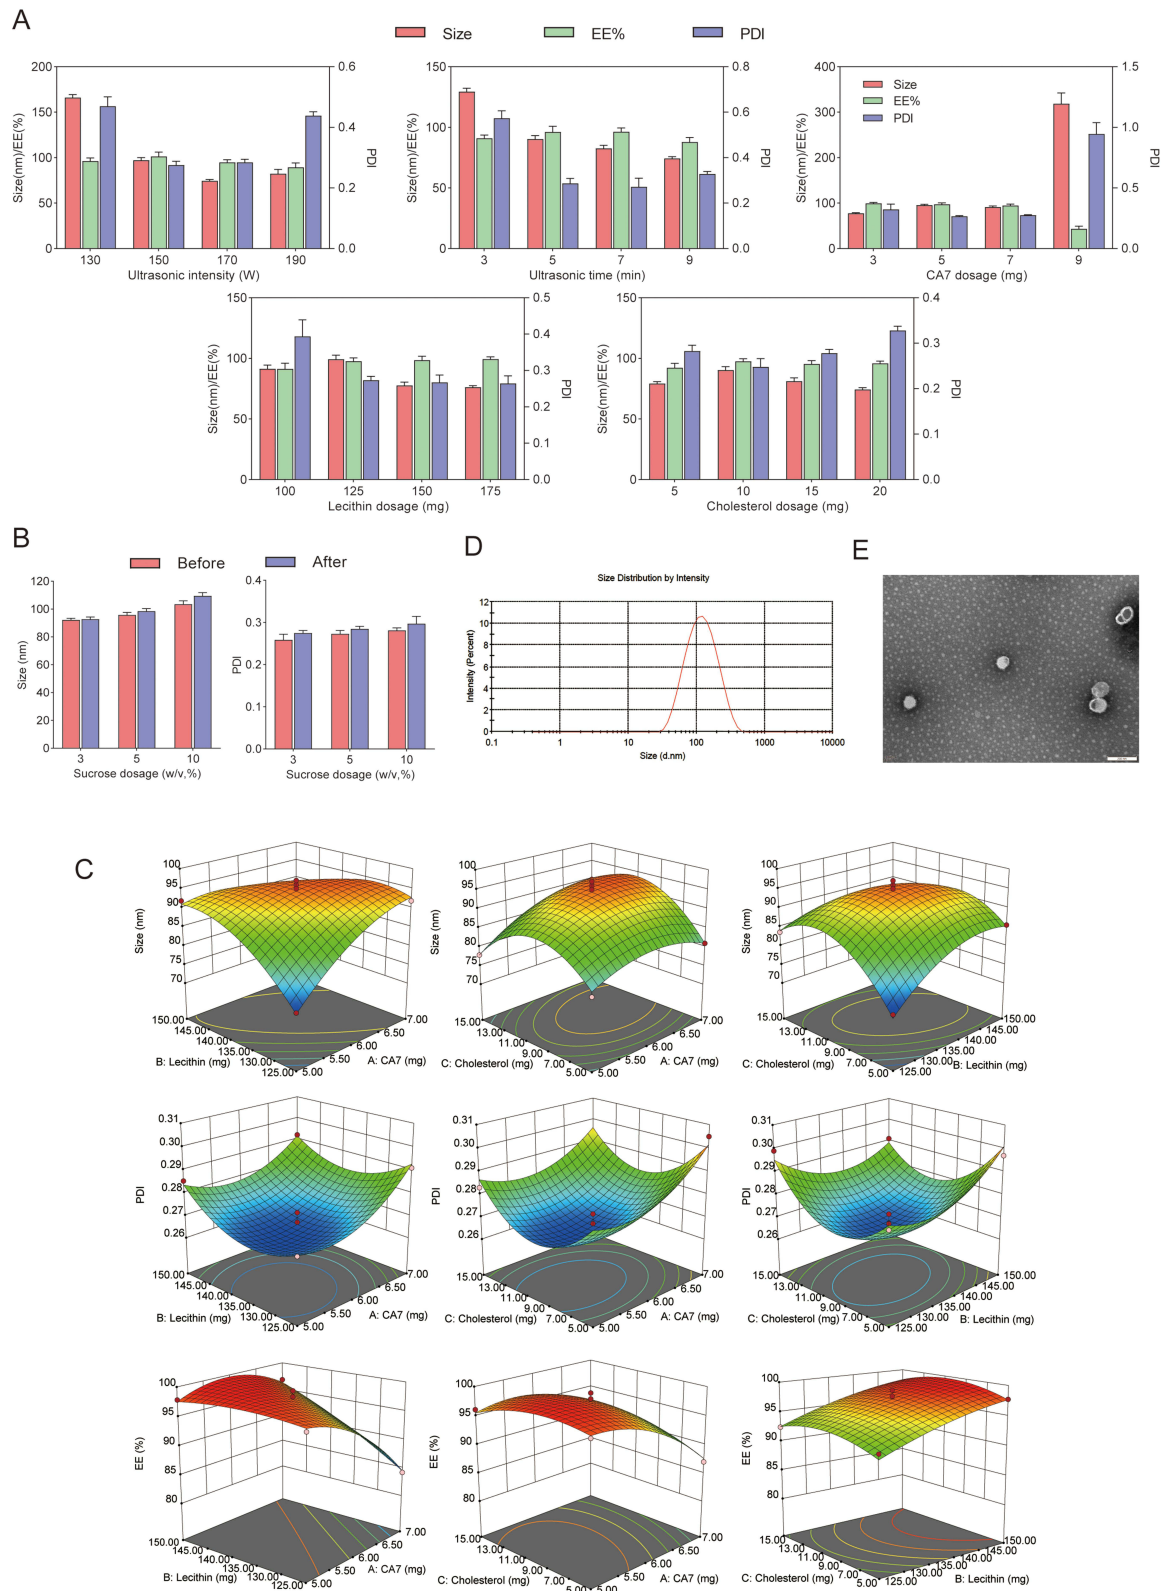 A
Size EE% PDI
200 150 100 50 0
Size(nm)/EE(%)
0.6 0.4 0.2 0.0
PDI
130 150 170 190
Ultrasonic intensity (W)
150 100 50 0
Size(nm)/EE(%)
0.8 0.6 0.4 0.2 0.0
PDI
3 5 7 9
Ultrasonic time (min)
400 300 200 100 0
Size(nm)/EE(%)
Size
EE%
PDI
1.5 1.0 0.5 0.0
PDI
3 5 7 9
CA7 dosage (mg)
150 100 50 0
Size(nm)/EE(%)
0.5 0.4 0.3 0.2 0.1 0.0
PDI
100 125 150 175
Lecithin dosage (mg)
150 100 50 0
Size(nm)/EE(%)
0.4 0.3 0.2 0.1 0.0
PDI
5 10 15 20
Cholesterol dosage (mg)
B
Before After
120 100 80 60 40 20 0
Size (nm)
3 5 10
Sucrose dosage (w/v,%)
0.4 0.3 0.2 0.1 0.0
PDI
3 5 10
Sucrose dosage (w/v,%)
D
Size Distribution by Intensity
12 10 8 6 4 2 0
Intensity (Percent)
0.1 1 10 100 1000 10000
Size (d.nm)
E
C
100 95 90 85 80 75 70
Size (nm)
150.00 145.00 140.00 135.00 130.00 125.00
B: Lecithin (mg)
5.00 5.50 6.00 6.50 7.00
A: CA7 (mg)
100 95 90 85 80 75 70
Size (nm)
15.00 13.00 11.00 9.00 7.00 5.00
C: Cholesterol (mg)
5.00 5.50 6.00 6.50 7.00
A: CA7 (mg)
100 95 90 85 80 75 70
Size (nm)
15.00 13.00 11.00 9.00 7.00 5.00
C: Cholesterol (mg)
125.00 130.00 135.00 140.00 145.00 150.00
B: Lecithin (mg)
0.31 0.30 0.29 0.28 0.27 0.26
PDI
150.00 145.00 140.00 135.00 130.00 125.00
B: Lecithin (mg)
5.00 5.50 6.00 6.50 7.00
A: CA7 (mg)
0.31 0.30 0.29 0.28 0.27 0.26
PDI
15.00 13.00 11.00 9.00 7.00 5.00
C: Cholesterol (mg)
5.00 5.50 6.00 6.50 7.00
A: CA7 (mg)
0.31 0.30 0.29 0.28 0.27 0.26
PDI
15.00 13.00 11.00 9.00 7.00 5.00
C: Cholesterol (mg)
125.00 130.00 135.00 140.00 145.00 150.00
B: Lecithin (mg)
100 95 90 85 80
EE (%)
150.00 145.00 140.00 135.00 130.00 125.00
B: Lecithin (mg)
5.00 5.50 6.00 6.50 7.00
A: CA7 (mg)
100 95 90 85 80
EE (%)
15.00 13.00 11.00 9.00 7.00 5.00
C: Cholesterol (mg)
5.00 5.50 6.00 6.50 7.00
A: CA7 (mg)
100 95 90 85 80
EE (%)
15.00 13.00 11.00 9.00 7.00 5.00
C: Cholesterol (mg)
125.00 130.00 135.00 140.00 145.00 150.00
B: Lecithin (mg)